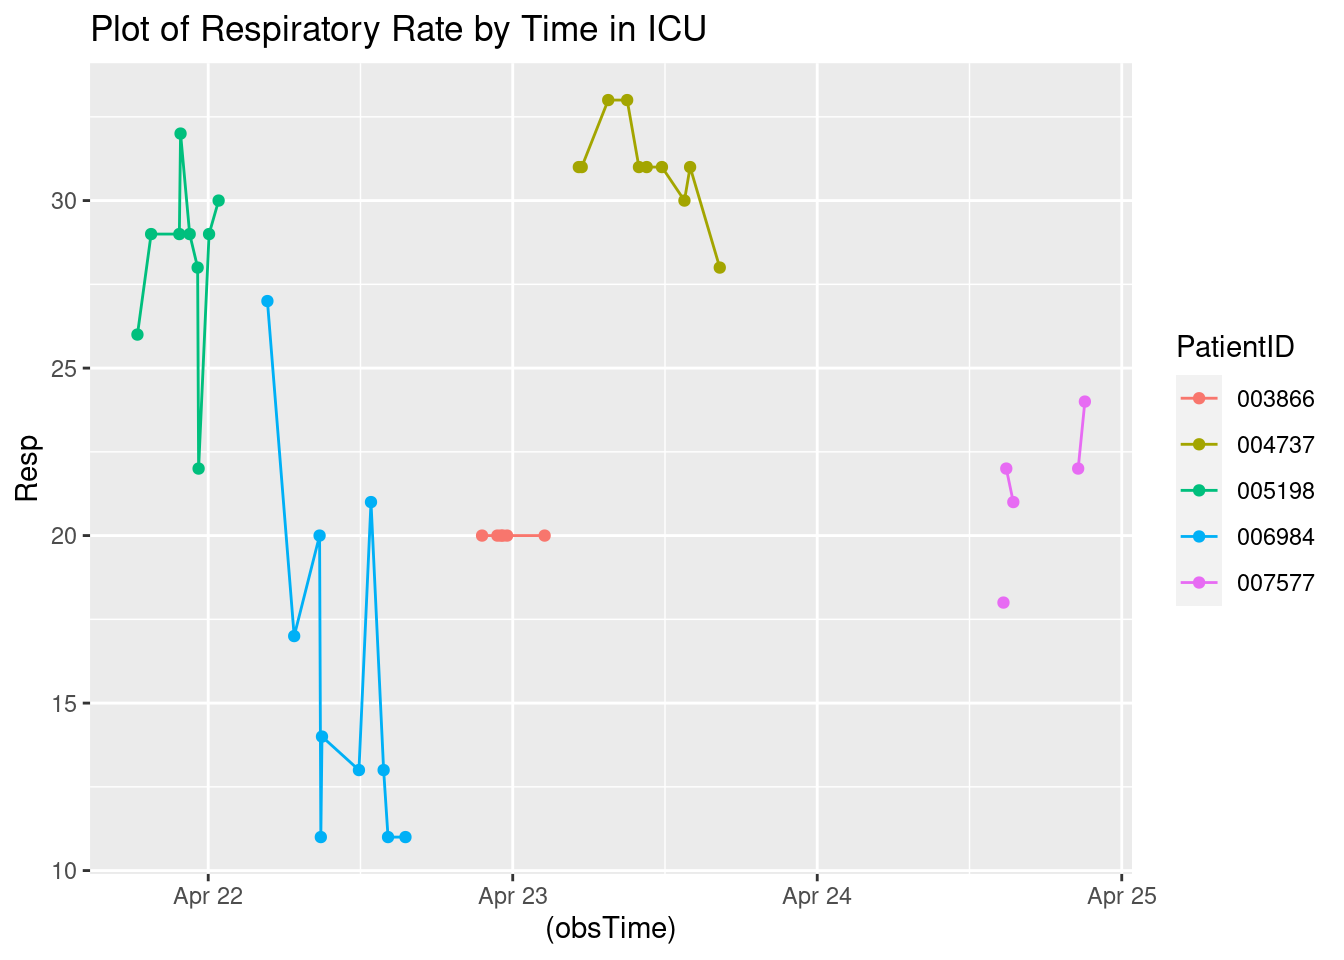 Plot of Respiratory Rate by Time in ICU
Resp
30
25
20
15
10
Apr 22
Apr 23
Apr 24
Apr 25
(obsTime)
PatientID
003866
004737
005198
006984
007577